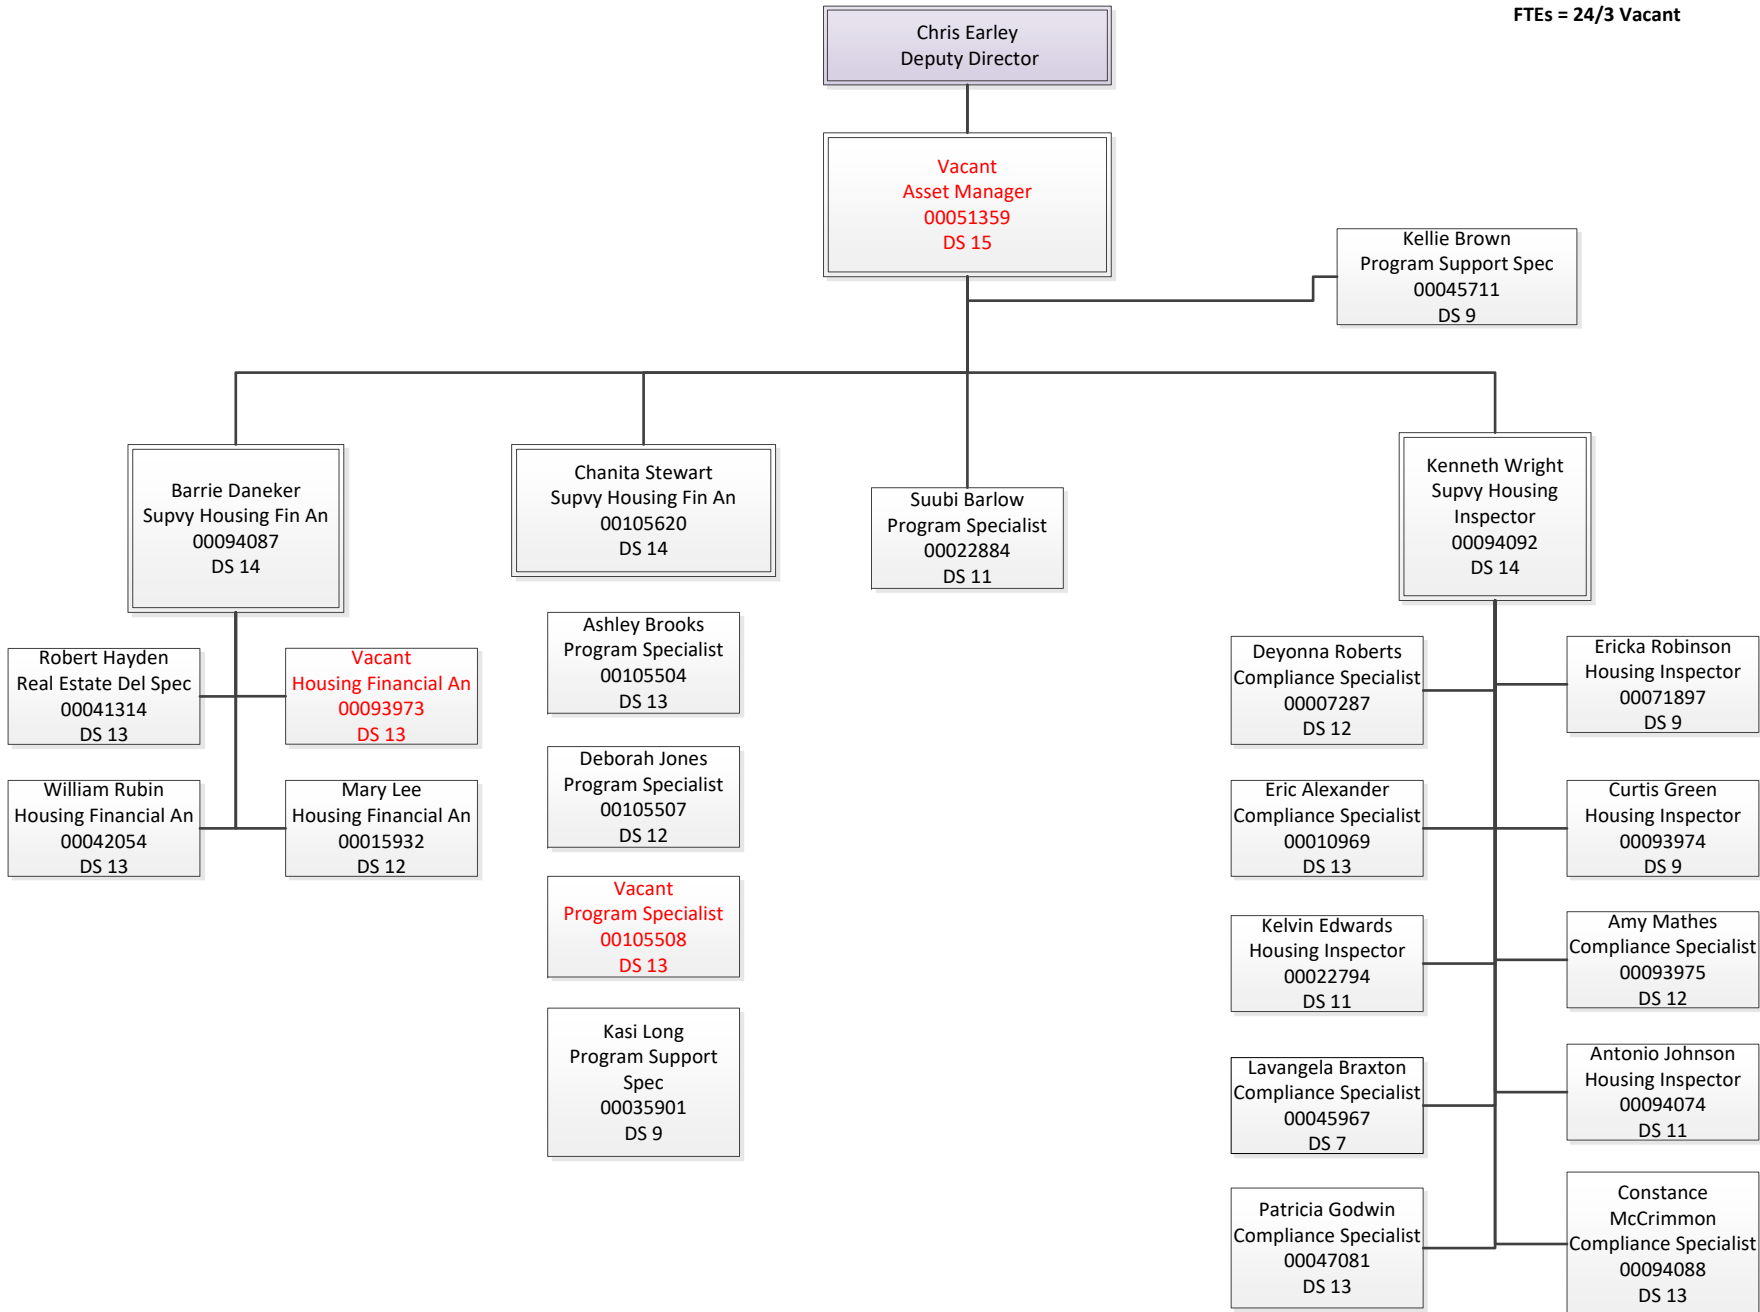 FTEs = 24/3 Vacant
Chris Earley
Deputy Director
Vacant
Asset Manager
00051359
DS 15
Kellie Brown
Program Support Spec
00045711
DS 9
Barrie Daneker
Supvy Housing Fin An
00094087
DS 14
Chanita Stewart
Supvy Housing Fin An
00105620
DS 14
Suubi Barlow
Program Specialist
00022884
DS 11
Kenneth Wright
Supvy Housing
Inspector
00094092
DS 14
Robert Hayden
Real Estate Del Spec
00041314
DS 13
Vacant
Housing Financial An
00093973
DS 13
William Rubin
Housing Financial An
00042054
DS 13
Mary Lee
Housing Financial An
00015932
DS 12
Ashley Brooks
Program Specialist
00105504
DS 13
Deborah Jones
Program Specialist
00105507
DS 12
Vacant
Program Specialist
00105508
DS 13
Kasi Long
Program Support
Spec
00035901
DS 9
Deyonna Roberts
Compliance Specialist
00007287
DS 12
Ericka Robinson
Housing Inspector
00071897
DS 9
Eric Alexander
Compliance Specialist
00010969
DS 13
Curtis Green
Housing Inspector
00093974
DS 9
Kelvin Edwards
Housing Inspector
00022794
DS 11
Amy Mathes
Compliance Specialist
00093975
DS 12
Lavangela Braxton
Compliance Specialist
00045967
DS 7
Antonio Johnson
Housing Inspector
00094074
DS 11
Patricia Godwin
Compliance Specialist
00047081
DS 13
Constance
McCrimmon
Compliance Specialist
00094088
DS 13